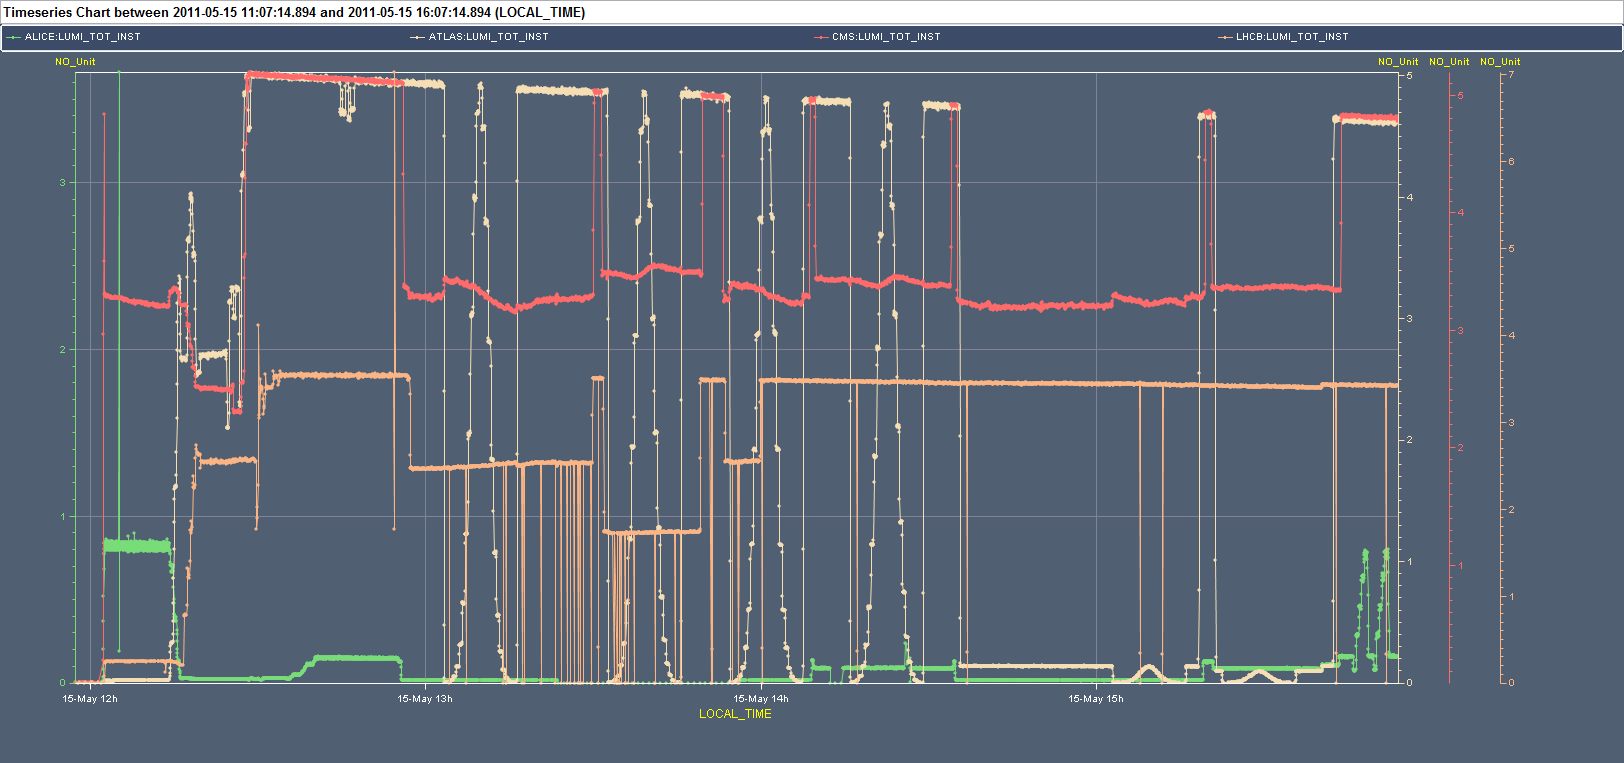 Timeseries Chart between 2011-05-15 11:07:14.894 and 2011-05-15 16:07:14.894 (LOCAL_TIME)
ALICE:LUMI_TOT_INST ATLAS:LUMI_TOT_INST CMS:LUMI_TOT_INST LHCB:LUMI_TOT_INST
NO_Unit NO_Unit NO_Unit NO_Unit
5 7
5
3 6
4 4
5
2 3 3 4
2 2 3
1 2
1 1 1
0 0 0
15-May 12h 15-May 13h 15-May 14h 15-May 15h
LOCAL_TIME